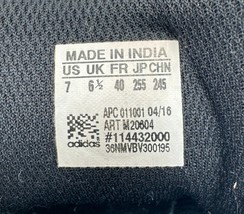 MADE IN INDIA
US UK FR JP CHN
7 6½ 40 255 245
APC 011001 04/16
ART M20604
#114432000
adidas
36NMVBV300195